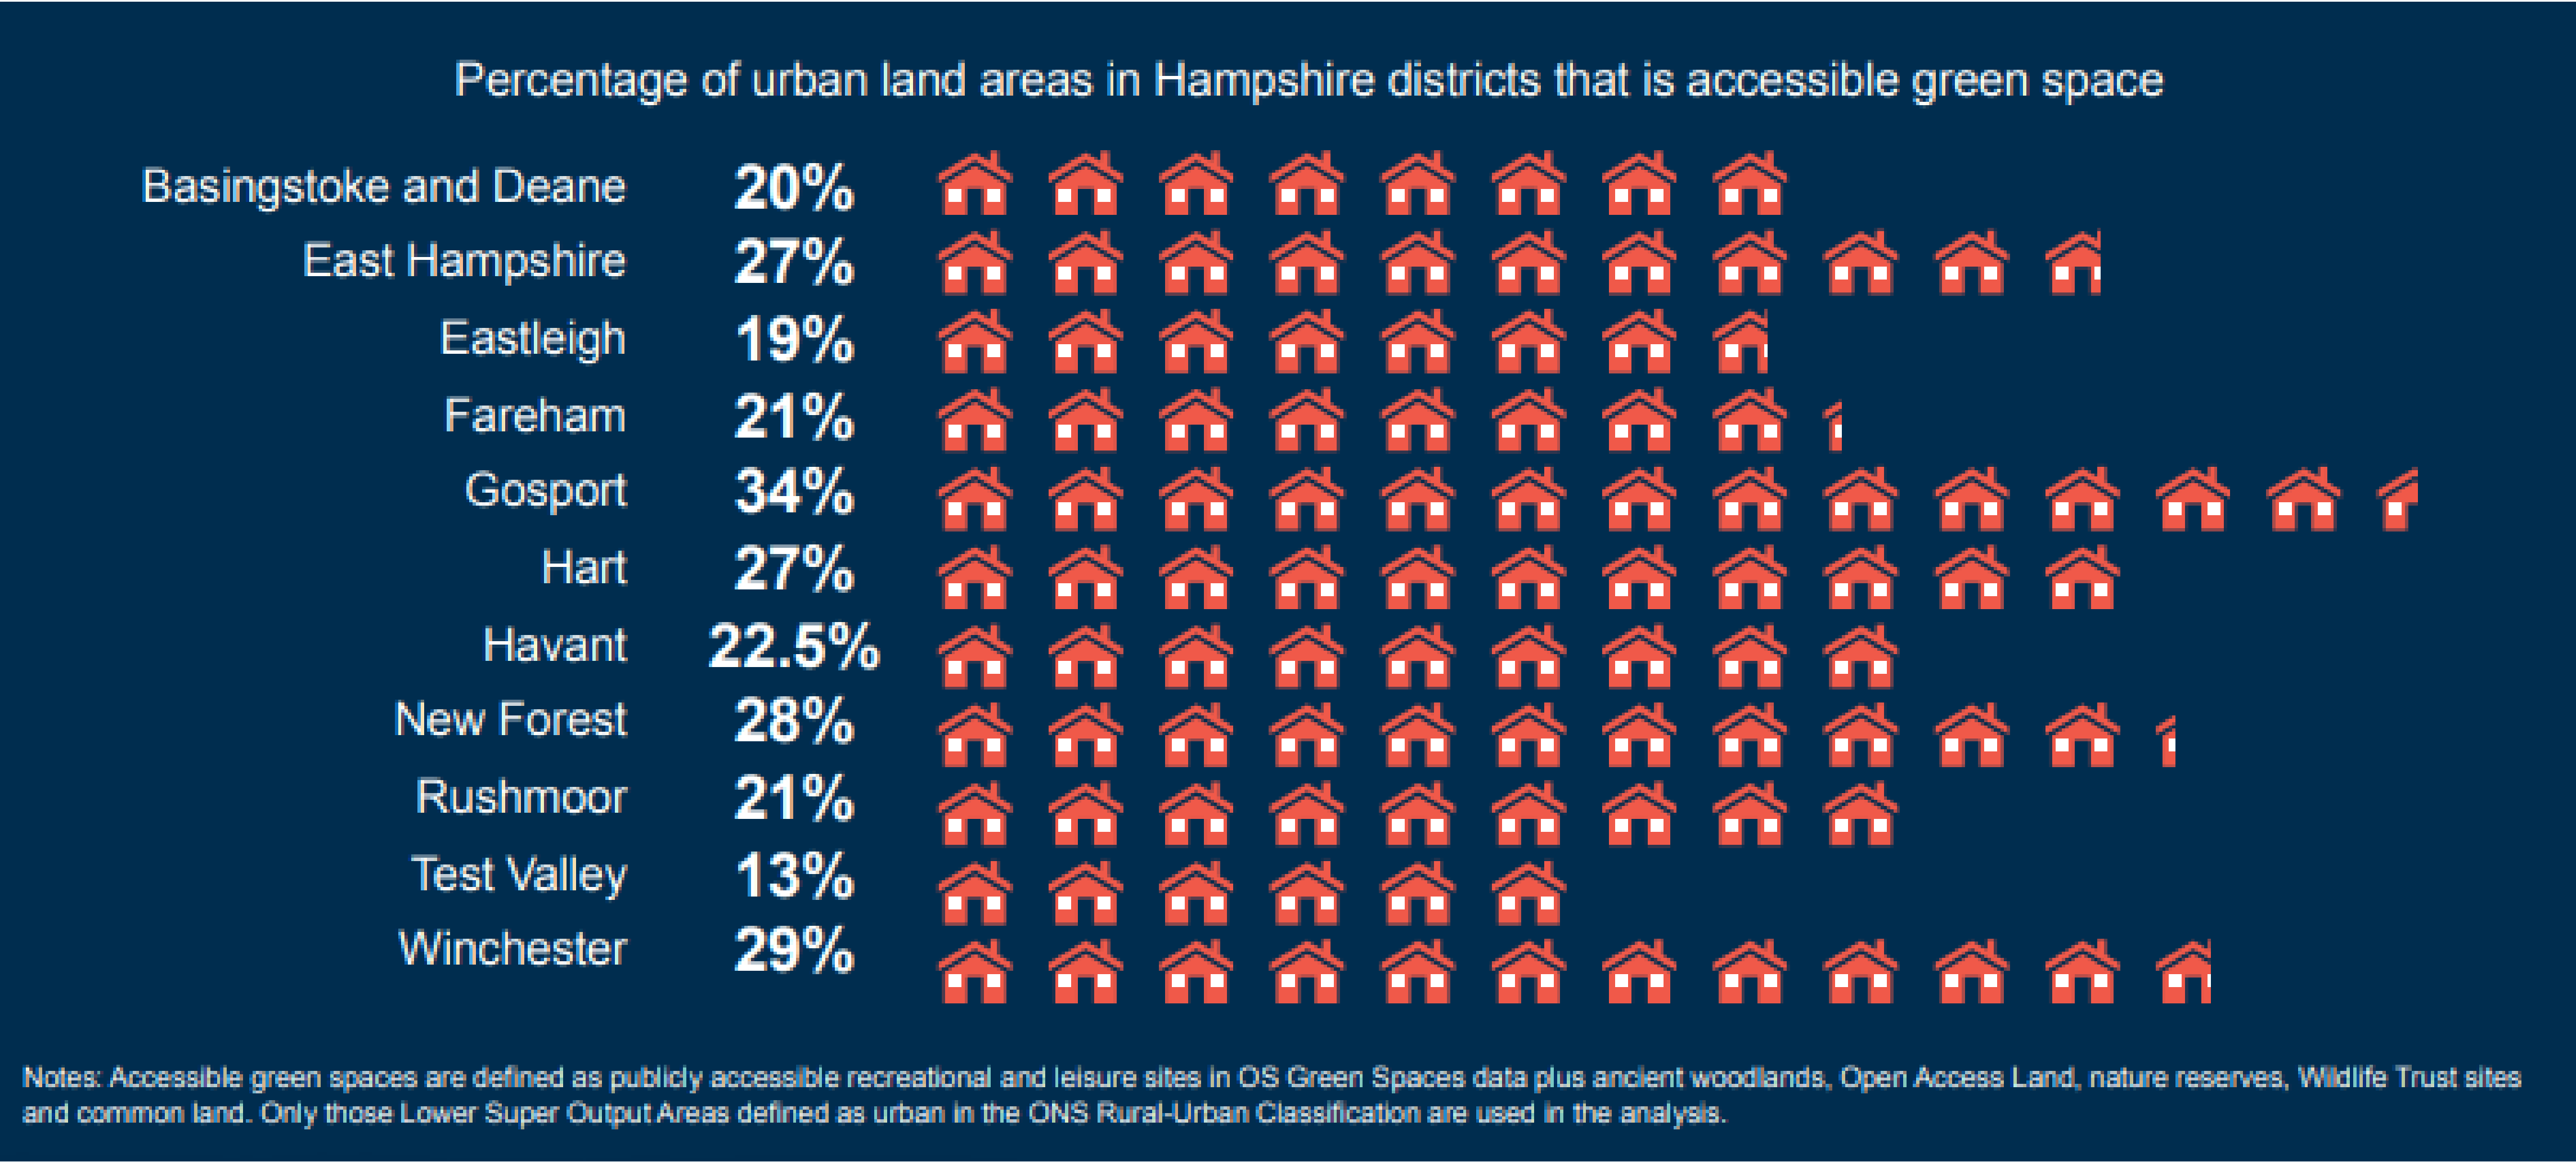 Percentage of urban land areas in Hampshire districts that is accessible green space
Basingstoke and Deane 20%
East Hampshire 27%
Eastleigh 19%
Fareham 21%
Gosport 34%
Hart 27%
Havant 22.5%
New Forest 28%
Rushmoor 21%
Test Valley 13%
Winchester 29%
Notes: Accessible green spaces are defined as publicly accessible recreational and leisure sites in OS Green Spaces data plus ancient woodlands, Open Access Land, nature reserves, Wildlife Trust sites
and common land. Only those Lower Super Output Areas defined as urban in the ONS Rural-Urban Classification are used in the analysis.